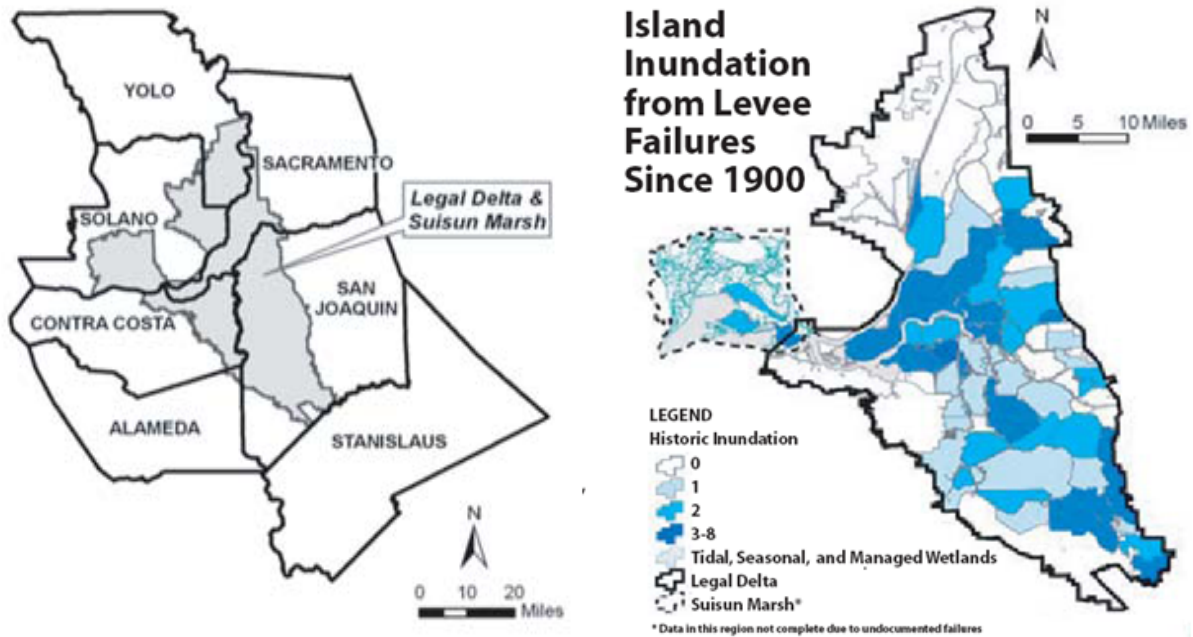 YOLO
SACRAMENTO
SOLANO
Legal Delta &
Suisun Marsh
SAN
JOAQUIN
CONTRA COSTA
ALAMEDA
STANISLAUS
N
0 10 20
Miles
Island
Inundation
from Levee
Failures
Since 1900
N
0 5 10 Miles
LEGEND
Historic Inundation
0
1
2
3-8
Tidal, Seasonal, and Managed Wetlands
Legal Delta
Suisun Marsh*
* Data in this region not complete due to undocumented failures